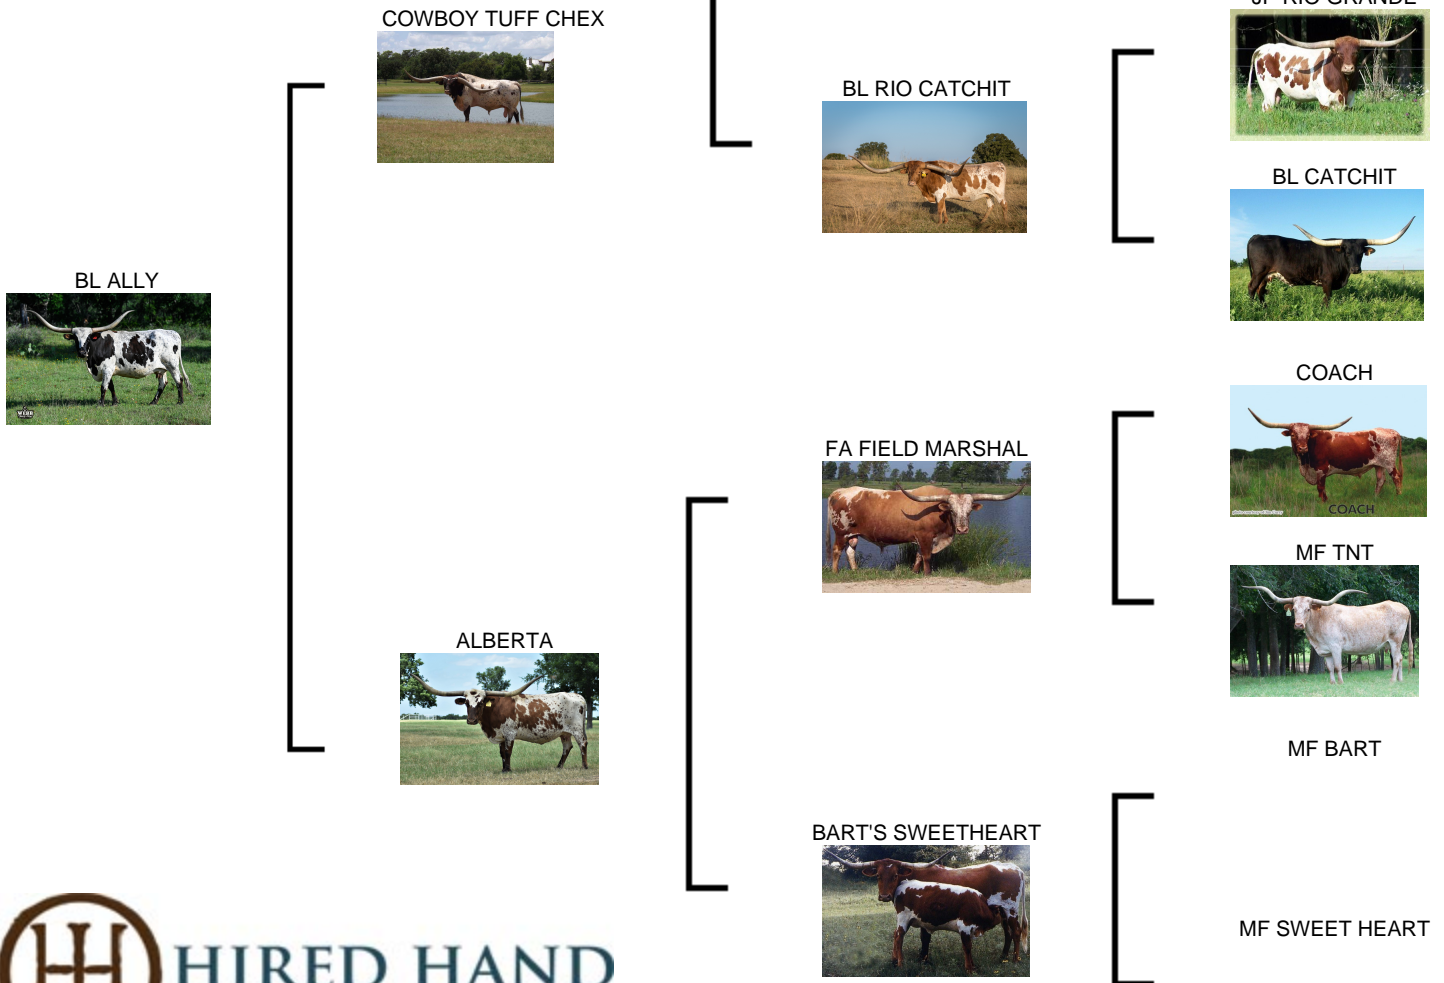 COWBOY TUFF CHEX
BL RIO CATCHIT
BL CATCHIT
BL ALLY
COACH
COACH
FA FIELD MARSHAL
MF TNT
ALBERTA
MF BART
BART'S SWEETHEART
MF SWEET HEART
HIRED HAND